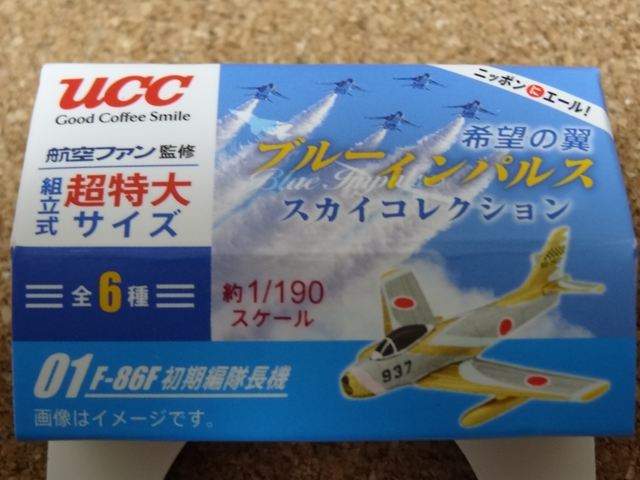 ucc
Good Coffee Smile
航空ファン監修
組立式
超特大
サイズ
全6種
ニッポンにエール!
希望の翼
Blue Impulse
ブルーインパルス
スカイコレクション
約1/190
スケール
937
01 F-86F 初期編隊長機
画像はイメージです。